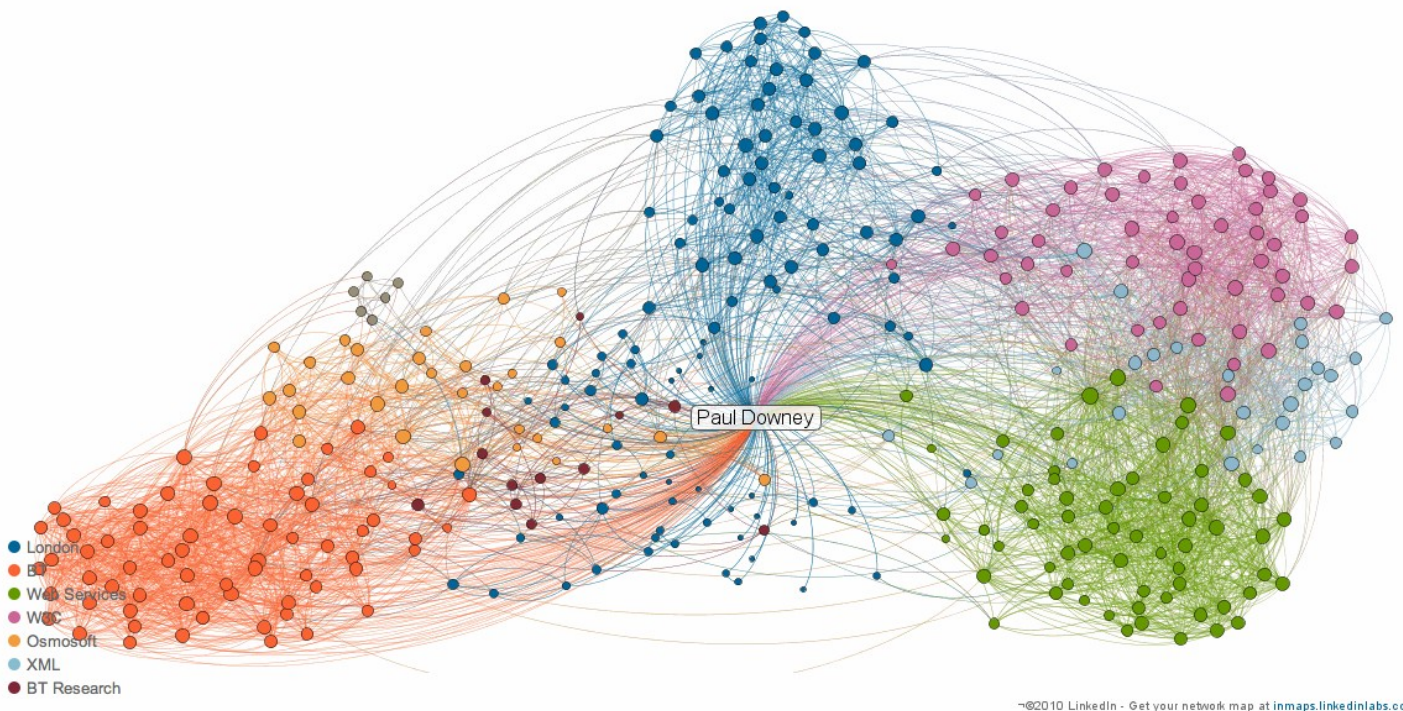 Paul Downey
London
BT
Web Services
W3C
Osmosoft
XML
BT Research
¬©2010 LinkedIn - Get your network map at inmaps.linkedinlabs.co